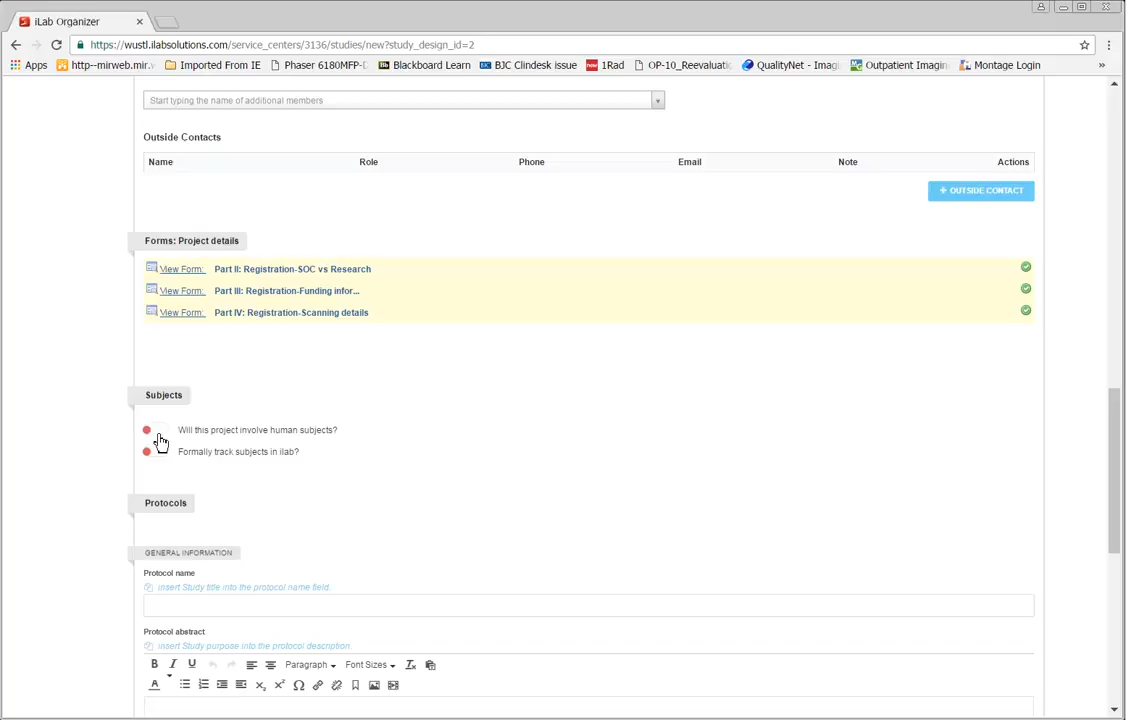 iLab Organizer
https://wustl.ilabsolutions.com/service_centers/3136/studies/new?study_design_id=2
Apps http--mirweb.mir.v Imported From IE Phaser 6180MFP-D Blackboard Learn BJC Clindesk issue 1Rad OP-10_Reevaluati QualityNet - Imagi Outpatient Imagin Montage Login »
Start typing the name of additional members
Outside Contacts
Name Role Phone Email Note Actions
+ OUTSIDE CONTACT
Forms: Project details
View Form: Part II: Registration-SOC vs Research
View Form: Part III: Registration-Funding infor...
View Form: Part IV: Registration-Scanning details
Subjects
Will this project involve human subjects?
Formally track subjects in ilab?
Protocols
GENERAL INFORMATION
Protocol name
insert Study title into the protocol name field.
Protocol abstract
insert Study purpose into the protocol description.
B I U Paragraph Font Sizes Tx
A x₂ x² Ω